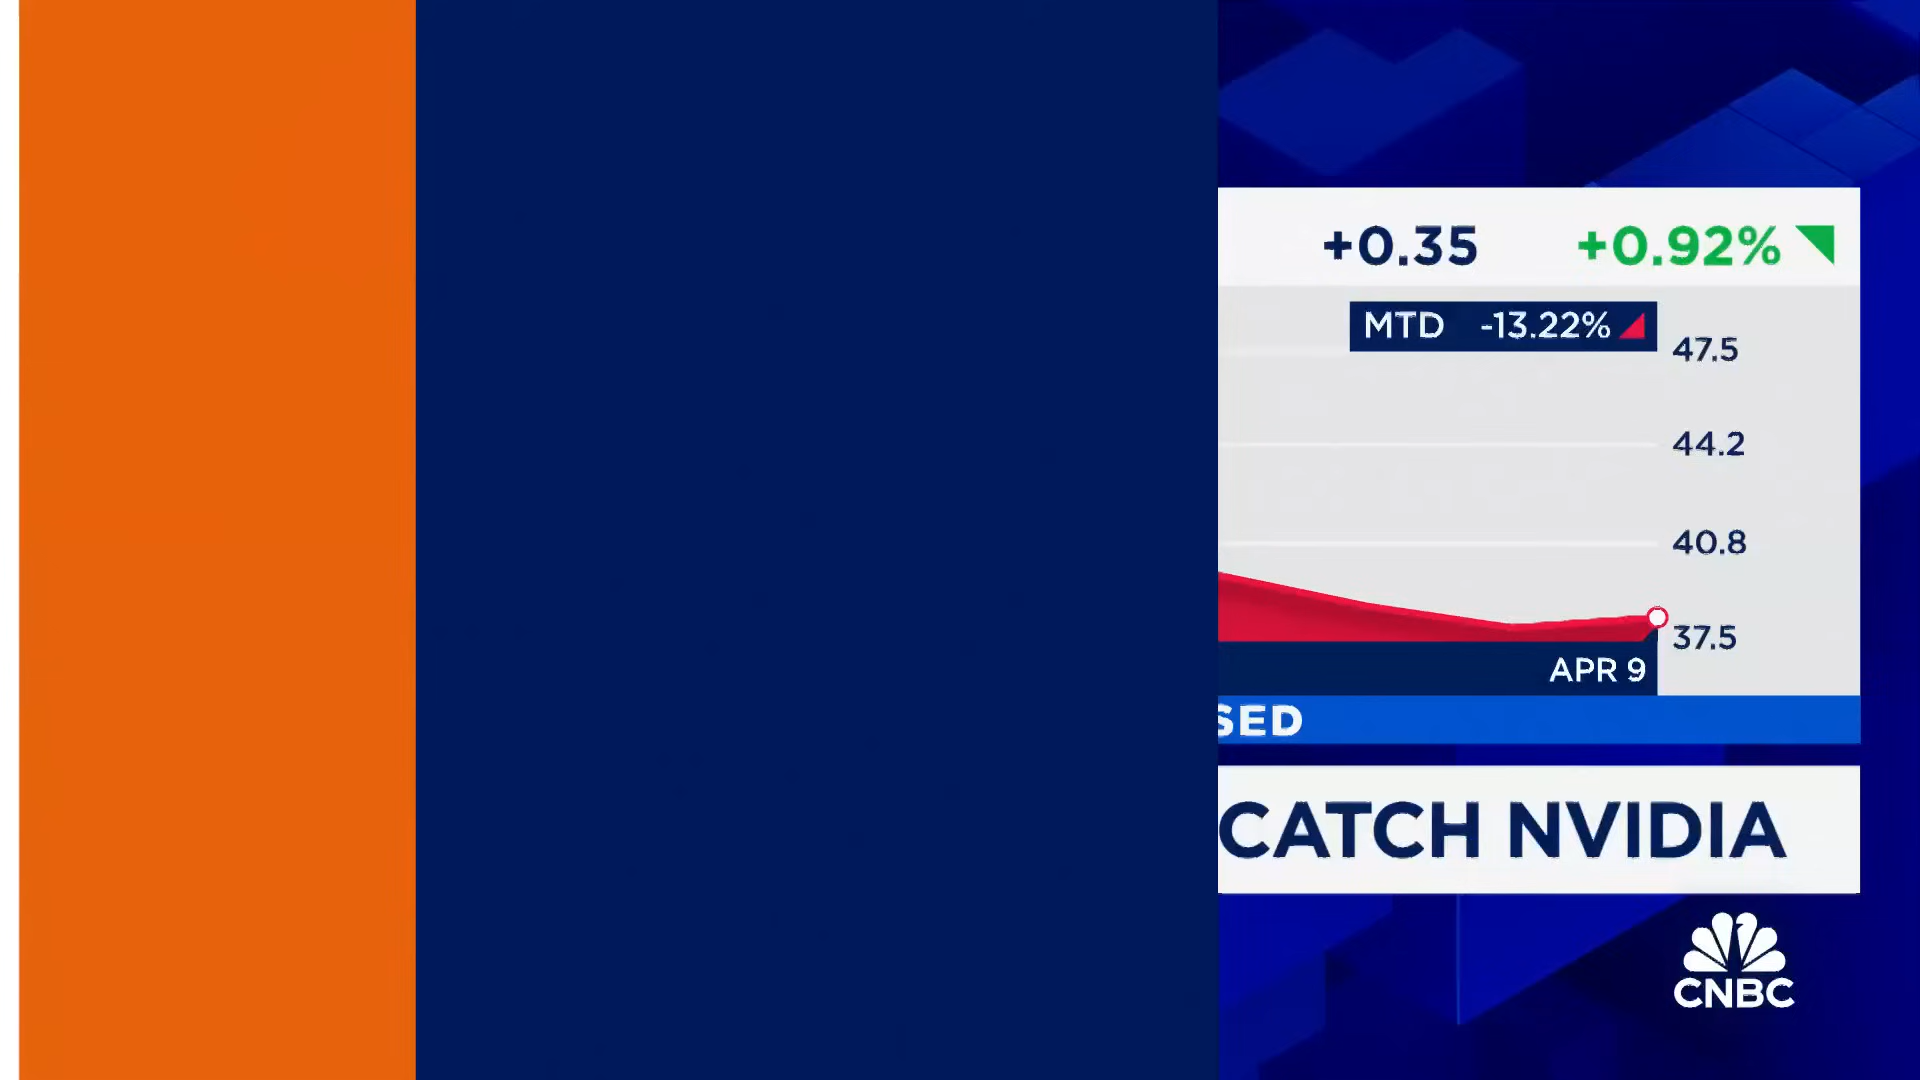 +0.35 +0.92%
MTD -13.22%
47.5
44.2
40.8
37.5
APR 9
SED
CATCH NVIDIA
CNBC